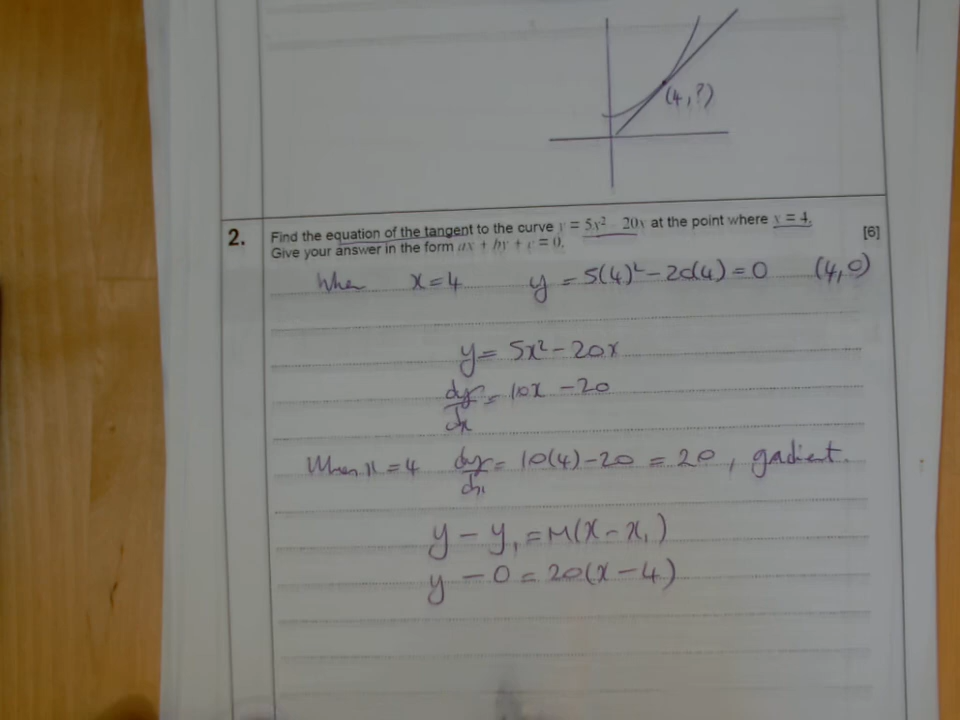 (4,?)
2. Find the equation of the tangent to the curve y = 5x² - 20x at the point where x = 4. [6]
Give your answer in the form ax + by + c = 0.
When x=4 y = 5(4)² - 20(4) = 0 (4,0)
y = 5x² - 20x
dy/dx = 10x - 20
When x = 4 dy/dx = 10(4) - 20 = 20, gradient.
y - y₁ = M(x - x₁)
y - 0 = 20(x - 4)